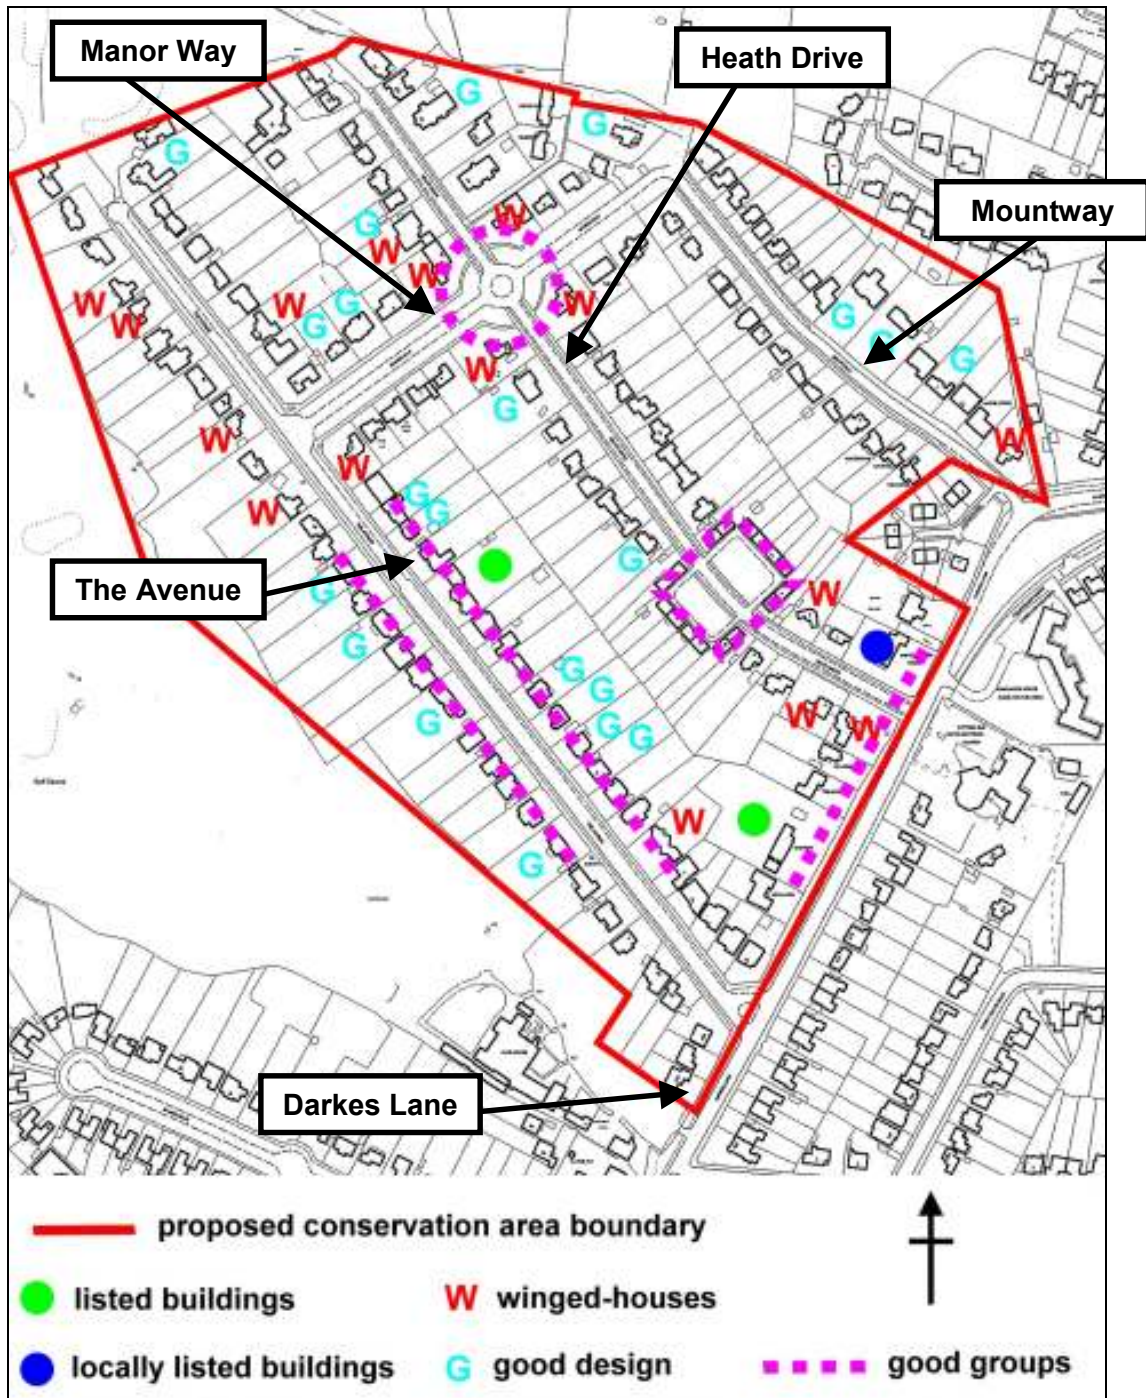 Manor Way
Heath Drive
Mountway
The Avenue
Darkes Lane
G
G
G
W
G
W
W
W
W
W
W
G
G
W
G
G
G
W
G
W
W
W
G
G
W
G
G
W
G
G
G
G
G
G
W
W
W
G
proposed conservation area boundary
listed buildings
W winged-houses
locally listed buildings
G good design
good groups